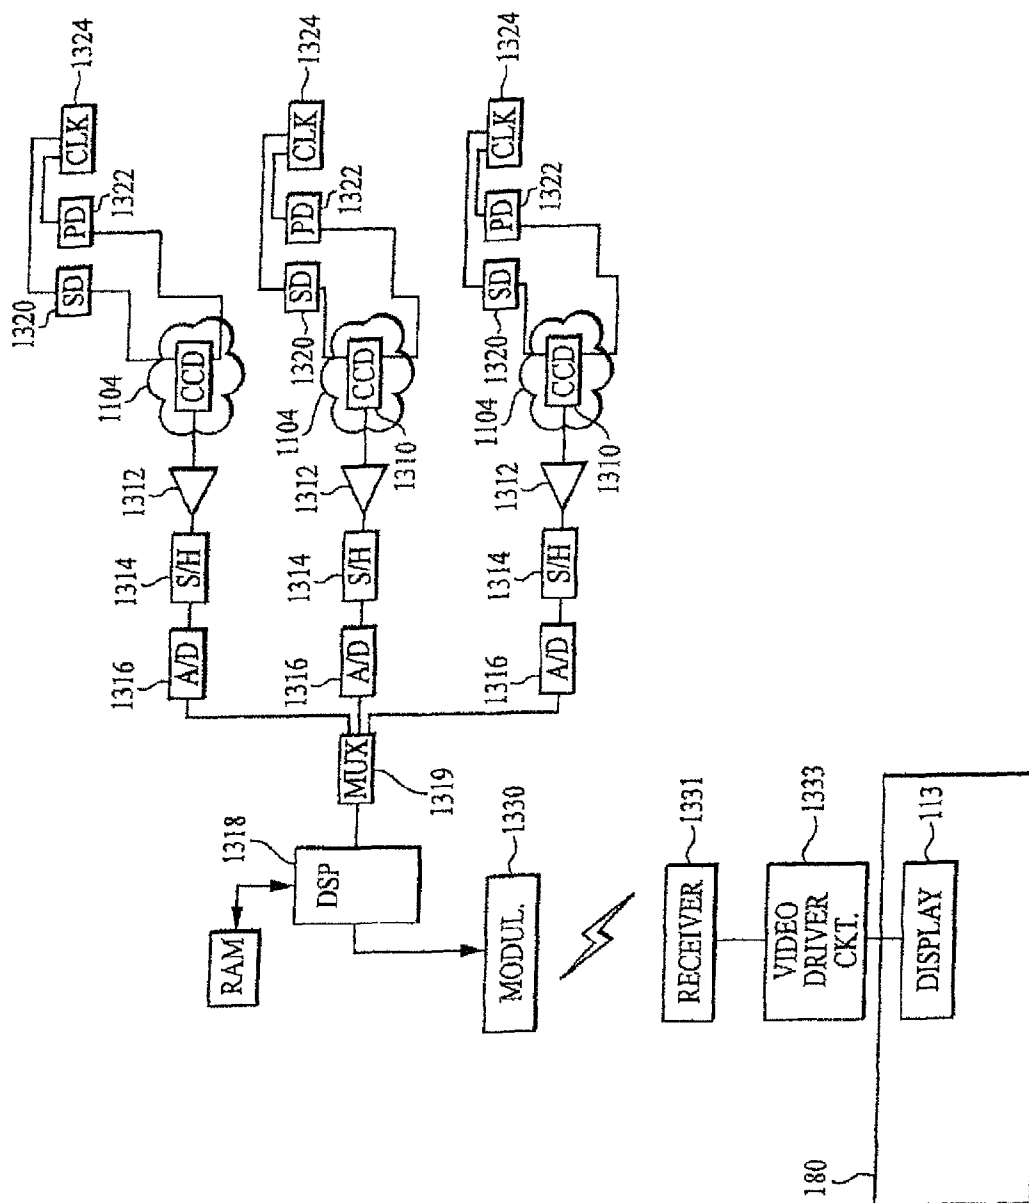 1324
CLK
PD
1322
SD
1320
1104
CCD
1312
1314
S/H
1316
A/D
1324
CLK
PD
1322
SD
1320
1104
CCD
1310
1312
1314
S/H
1316
A/D
1324
CLK
PD
1322
SD
1320
1104
CCD
1310
1312
1314
S/H
1316
A/D
MUX
1319
1318
DSP
RAM
1330
MODUL.
1331
RECEIVER
1333
VIDEO
DRIVER
CKT.
113
DISPLAY
180